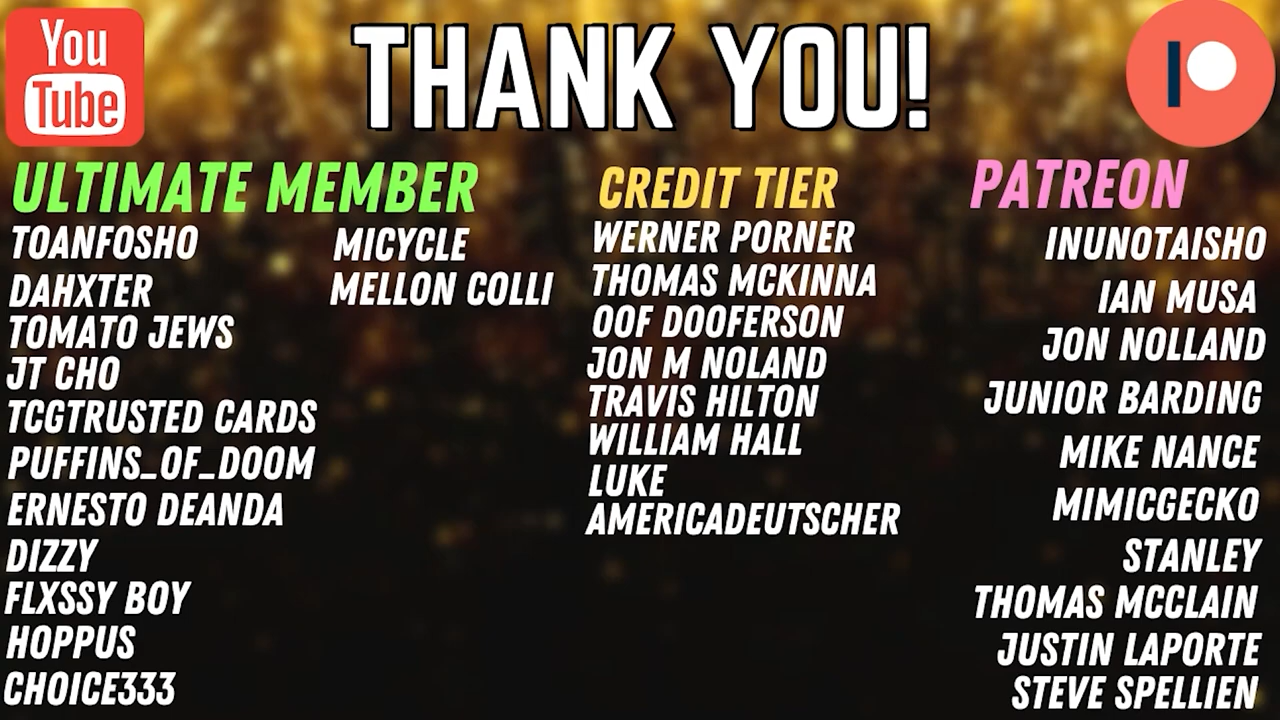 You
Tube
THANK YOU!
ULTIMATE MEMBER
TOANFOSHO
DAHXTER
TOMATO JEWS
JT CHO
TCGTRUSTED CARDS
PUFFINS_OF_DOOM
ERNESTO DEANDA
DIZZY
FLXSSY BOY
HOPPUS
CHOICE333
MICYCLE
MELLON COLLI
CREDIT TIER
WERNER PORNER
THOMAS MCKINNA
OOF DOOFERSON
JON M NOLAND
TRAVIS HILTON
WILLIAM HALL
LUKE
AMERICADEUTSCHER
PATREON
INUNOTAISHO
IAN MUSA
JON NOLLAND
JUNIOR BARDING
MIKE NANCE
MIMICGECKO
STANLEY
THOMAS MCCLAIN
JUSTIN LAPORTE
STEVE SPELLIEN